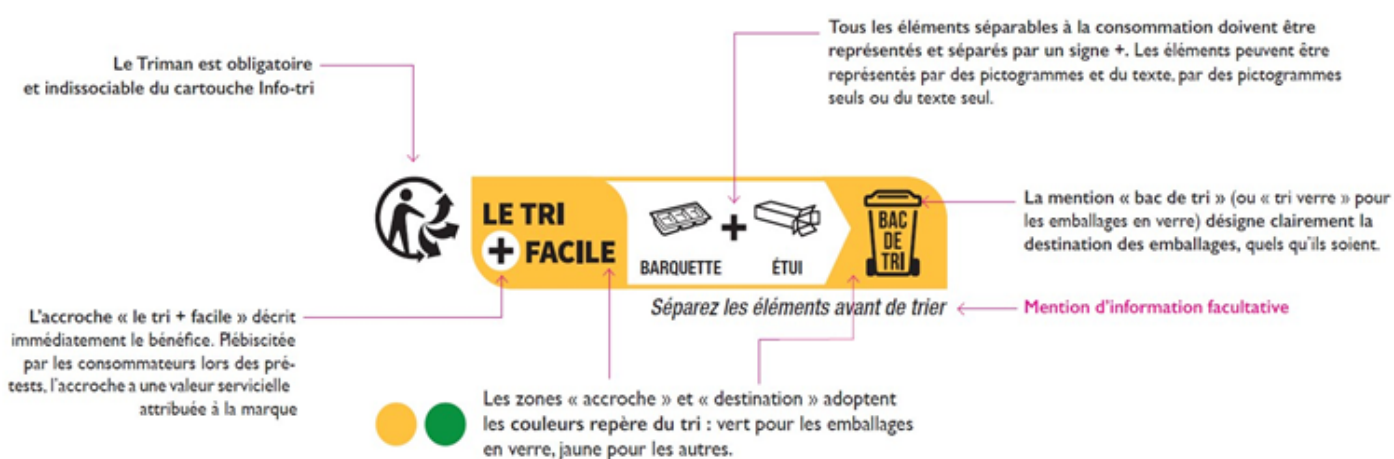 Le Triman est obligatoire
et indissociable du cartouche Info-tri
Tous les éléments séparables à la consommation doivent être
représentés et séparés par un signe +. Les éléments peuvent être
représentés par des pictogrammes et du texte, par des pictogrammes
seuls ou du texte seul.
LE TRI
+ FACILE
BARQUETTE
+
ÉTUI
BAC
DE
TRI
Séparez les éléments avant de trier
La mention « bac de tri » (ou « tri verre » pour
les emballages en verre) désigne clairement la
destination des emballages, quels qu'ils soient.
Mention d'information facultative
L'accroche « le tri + facile » décrit
immédiatement le bénéfice. Plébiscitée
par les consommateurs lors des pré-
tests, l'accroche a une valeur servicielle
attribuée à la marque
Les zones « accroche » et « destination » adoptent
les couleurs repère du tri : vert pour les emballages
en verre, jaune pour les autres.